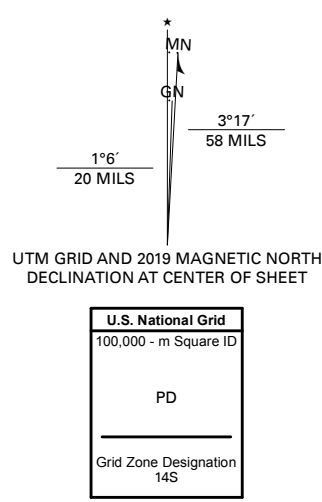 ★
MN
GN
3°17´
58 MILS
1°6´
20 MILS
UTM GRID AND 2019 MAGNETIC NORTH
DECLINATION AT CENTER OF SHEET
U.S. National Grid
100,000 - m Square ID
PD
Grid Zone Designation
14S